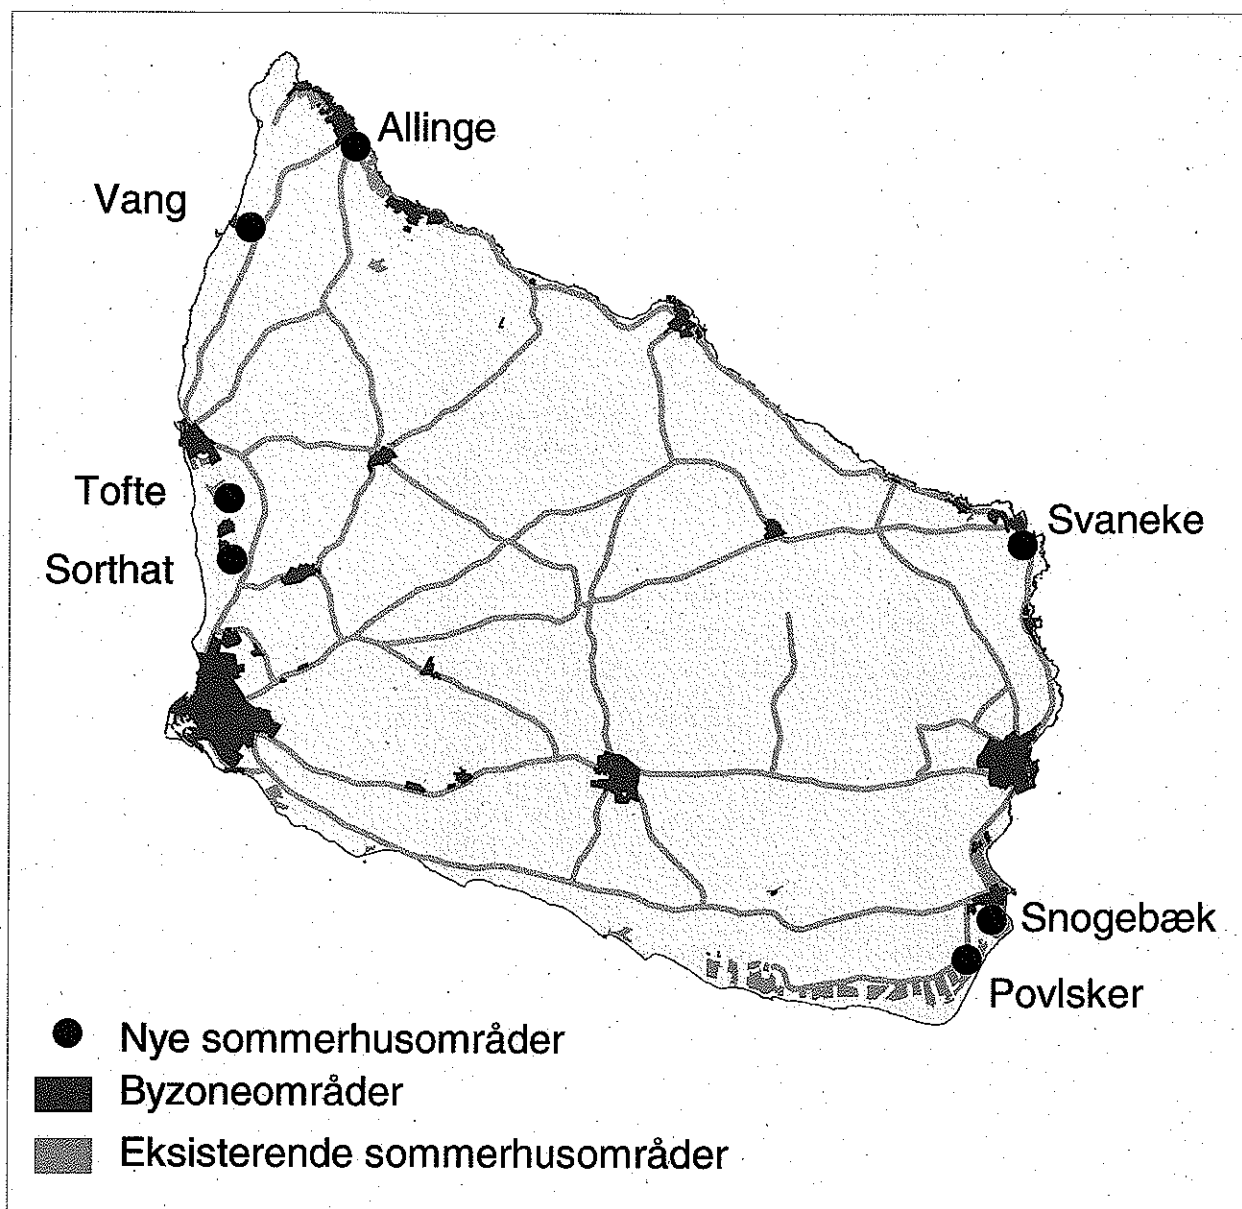 Allinge
Vang
Tofte
Svaneke
Sorthat
Snogebæk
Povlsker
Nye sommerhusområder
Byzoneområder
Eksisterende sommerhusområder